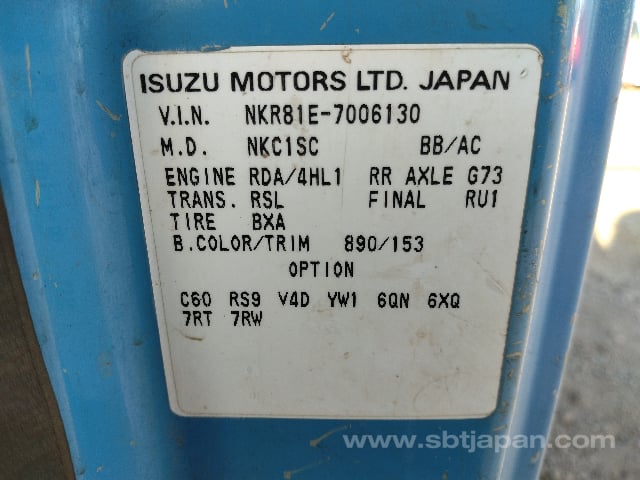 ISUZU MOTORS LTD. JAPAN
V.I.N. NKR81E-7006130
M.D. NKC1SC BB/AC
ENGINE RDA/4HL1 RR AXLE G73
TRANS. RSL FINAL RU1
TIRE BXA
B.COLOR/TRIM 890/153
OPTION
C60 RS9 V4D YW1 6QN 6XQ
7RT 7RW
www.sbtjapan.com